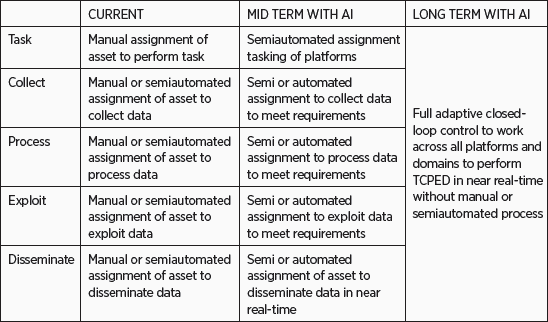 CURRENT
MID TERM WITH AI
LONG TERM WITH AI
Task
Manual assignment of
asset to perform task
Semiautomated assignment
tasking of platforms
Full adaptive closed-
loop control to work
across all platforms and
domains to perform
TCPED in near real-time
without manual or
semiautomated process
Collect
Manual or semiautomated
assignment of asset to
collect data
Semi or automated
assignment to collect data
to meet requirements
Process
Manual or semiautomated
assignment of asset to
process data
Semi or automated
assignment to process data
to meet requirements
Exploit
Manual or semiautomated
assignment of asset to
exploit data
Semi or automated
assignment to exploit data
to meet requirements
Disseminate
Manual or semiautomated
assignment of asset to
disseminate data
Semi or automated
assignment of asset to
disseminate data in near
real-time